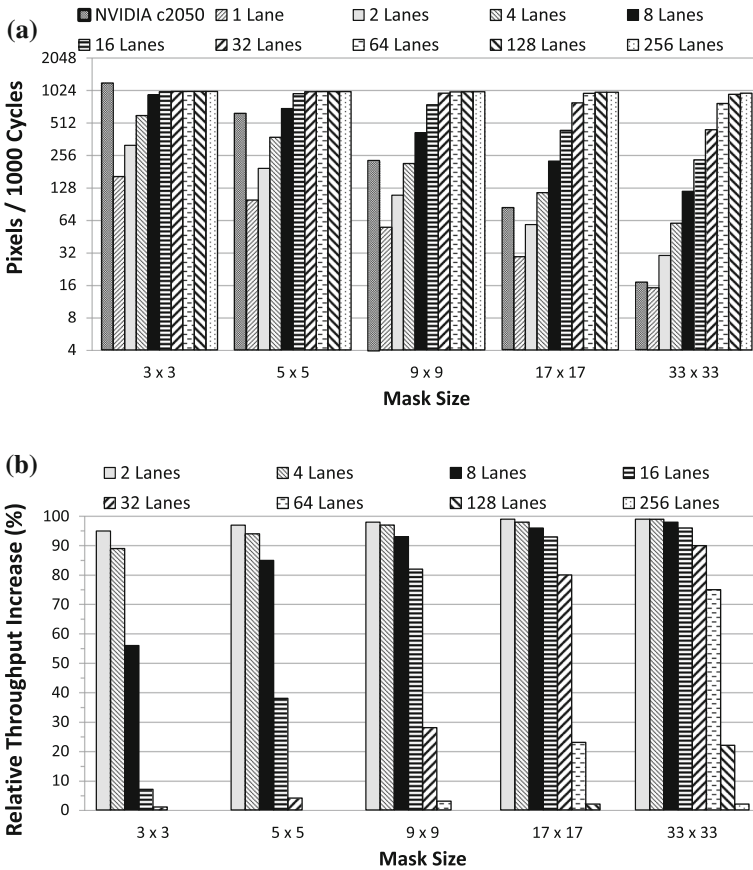 (a)
NVIDIA c2050 1 Lane 2 Lanes 4 Lanes 8 Lanes
16 Lanes 32 Lanes 64 Lanes 128 Lanes 256 Lanes
Pixels / 1000 Cycles
2048
1024
512
256
128
64
32
16
8
4
3 x 3 5 x 5 9 x 9 17 x 17 33 x 33
Mask Size
(b)
2 Lanes 4 Lanes 8 Lanes 16 Lanes
32 Lanes 64 Lanes 128 Lanes 256 Lanes
Relative Throughput Increase (%)
100
90
80
70
60
50
40
30
20
10
0
3 x 3 5 x 5 9 x 9 17 x 17 33 x 33
Mask Size